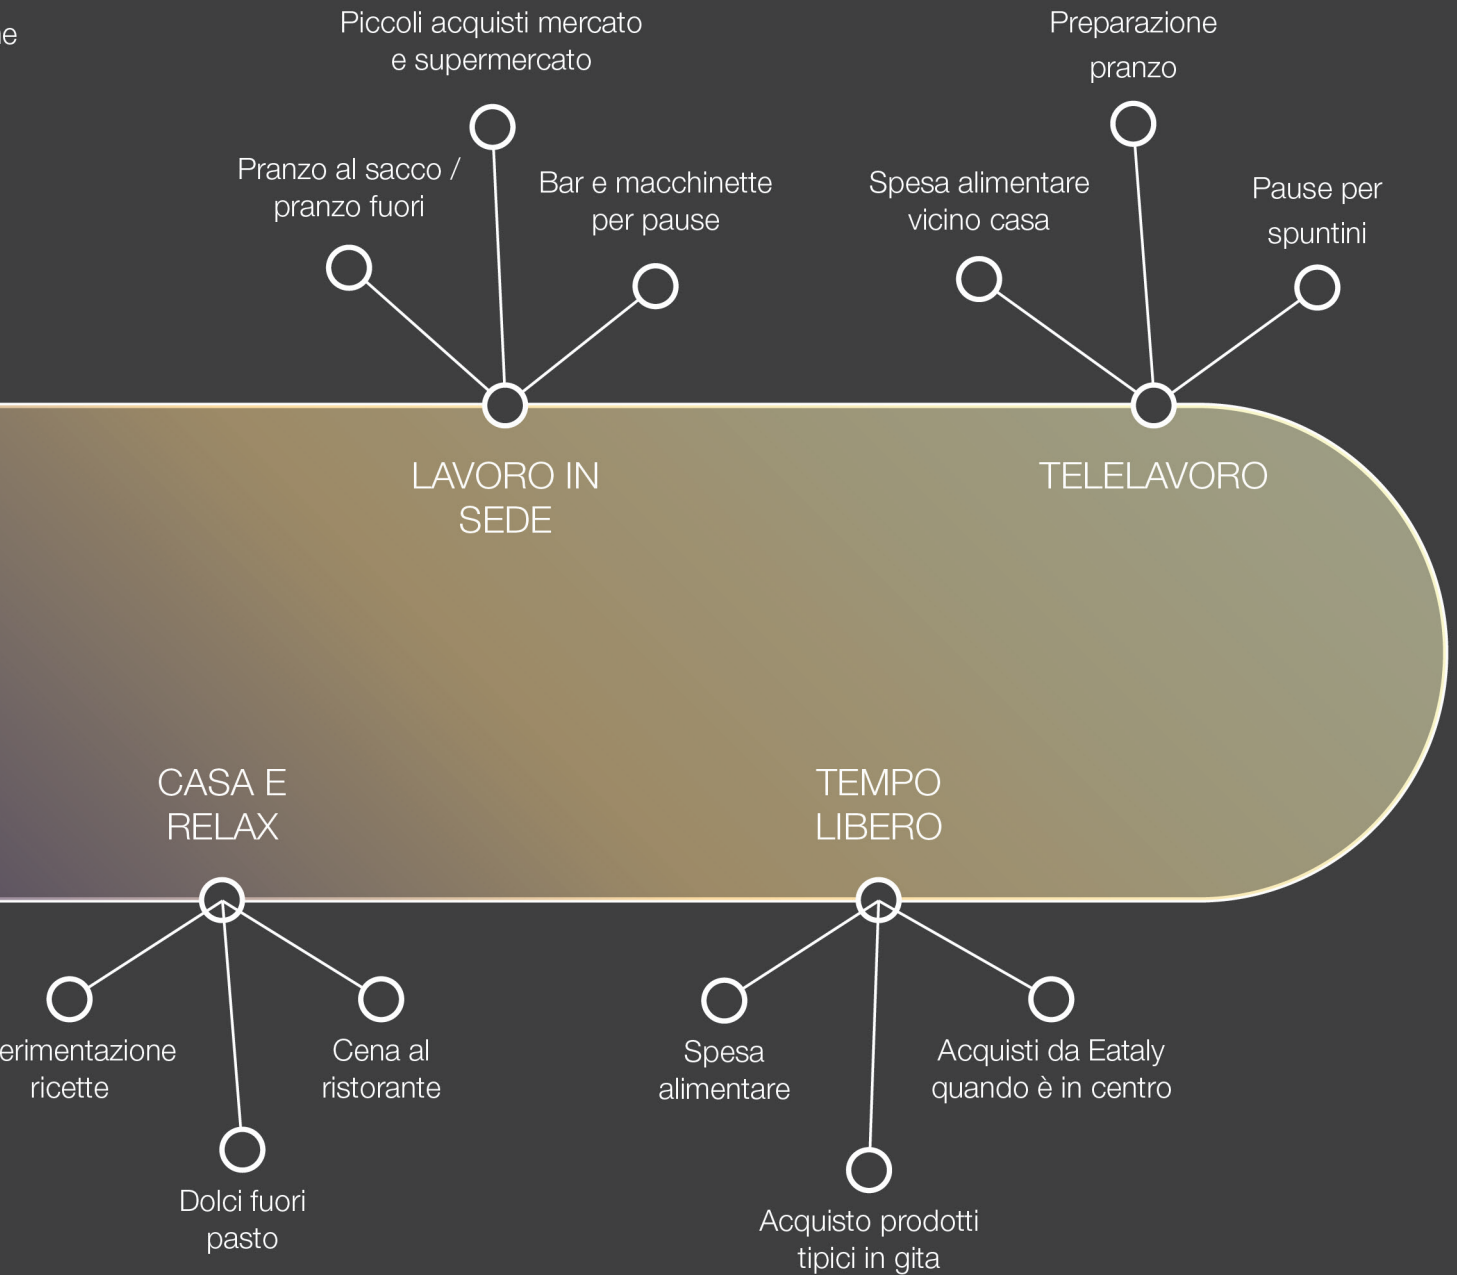 Piccoli acquisti mercato
e supermercato
Pranzo al sacco /
pranzo fuori
Bar e macchinette
per pause
LAVORO IN
SEDE
Preparazione
pranzo
Spesa alimentare
vicino casa
Pause per
spuntini
TELELAVORO
CASA E
RELAX
erimentazione
ricette
Dolci fuori
pasto
Cena al
ristorante
TEMPO
LIBERO
Spesa
alimentare
Acquisto prodotti
tipici in gita
Acquisti da Eataly
quando è in centro